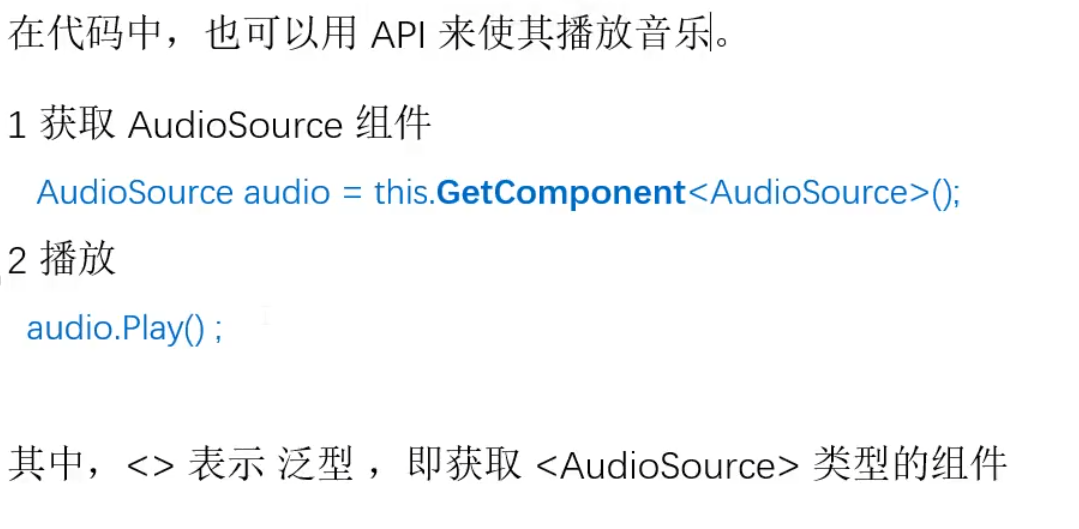 在代码中，也可以用 API 来使其播放音乐。
1 获取 AudioSource 组件
AudioSource audio = this.GetComponent<AudioSource>();
2 播放
audio.Play() ;
其中，<> 表示 泛型 ，即获取 <AudioSource> 类型的组件